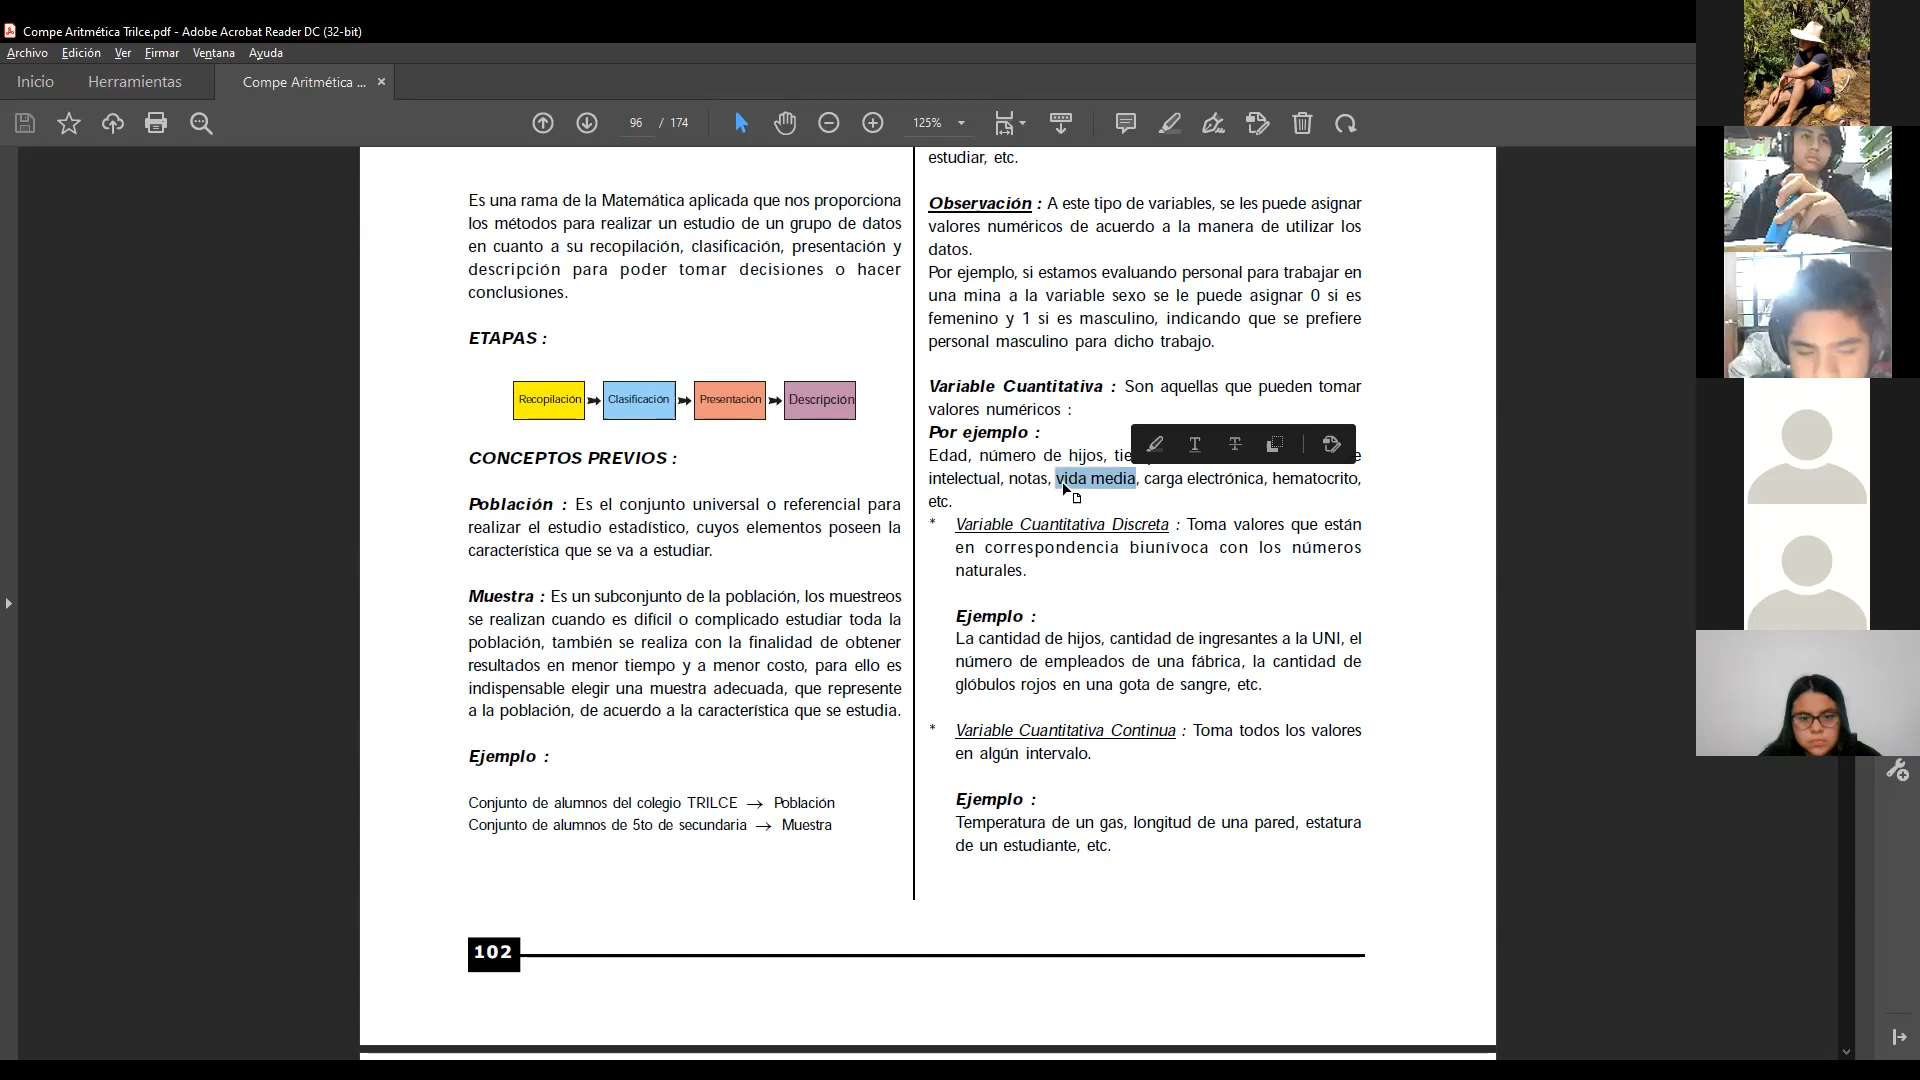 Compe Aritmética Trilce.pdf - Adobe Acrobat Reader DC (32-bit)
Archivo Edición Ver Firmar Ventana Ayuda
Inicio Herramientas Compe Aritmética ... ×
96 / 174 125%
Es una rama de la Matemática aplicada que nos proporciona
los métodos para realizar un estudio de un grupo de datos
en cuanto a su recopilación, clasificación, presentación y
descripción para poder tomar decisiones o hacer
conclusiones.
ETAPAS :
Recopilación Clasificación Presentación Descripción
CONCEPTOS PREVIOS :
Población : Es el conjunto universal o referencial para
realizar el estudio estadístico, cuyos elementos poseen la
característica que se va a estudiar.
Muestra : Es un subconjunto de la población, los muestreos
se realizan cuando es difícil o complicado estudiar toda la
población, también se realiza con la finalidad de obtener
resultados en menor tiempo y a menor costo, para ello es
indispensable elegir una muestra adecuada, que represente
a la población, de acuerdo a la característica que se estudia.
Ejemplo :
Conjunto de alumnos del colegio TRILCE → Población
Conjunto de alumnos de 5to de secundaria → Muestra
estudiar, etc.
Observación : A este tipo de variables, se les puede asignar
valores numéricos de acuerdo a la manera de utilizar los
datos.
Por ejemplo, si estamos evaluando personal para trabajar en
una mina a la variable sexo se le puede asignar 0 si es
femenino y 1 si es masculino, indicando que se prefiere
personal masculino para dicho trabajo.
Variable Cuantitativa : Son aquellas que pueden tomar
valores numéricos :
Por ejemplo :
Edad, número de hijos,
intelectual, notas, vida media, carga electrónica, hematocrito,
etc.
* Variable Cuantitativa Discreta : Toma valores que están
en correspondencia biunívoca con los números
naturales.
Ejemplo :
La cantidad de hijos, cantidad de ingresantes a la UNI, el
número de empleados de una fábrica, la cantidad de
glóbulos rojos en una gota de sangre, etc.
* Variable Cuantitativa Continua : Toma todos los valores
en algún intervalo.
Ejemplo :
Temperatura de un gas, longitud de una pared, estatura
de un estudiante, etc.
102